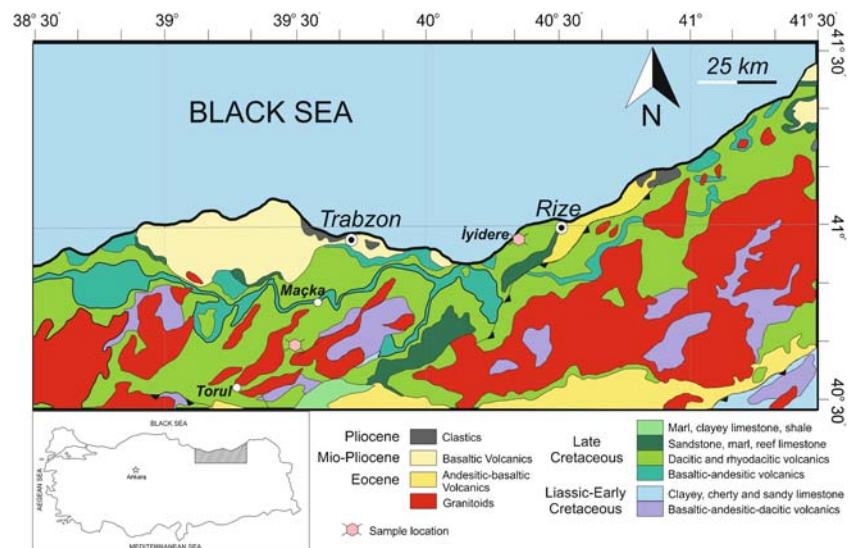 38° 30´ 39° 39.50´ 40° 40.50´ 41° 41° 30´
41° 30´
25 km
N
BLACK SEA
Trabzon
Rize
İyidere
41°
Maçka
Torul
40° 30´
BLACK SEA
AEGEAN SEA
Ankara
MEDITERRANEAN SEA
Pliocene
Clastics
Mio-Pliocene
Basaltic Volcanics
Eocene
Andesitic-basaltic
Volcanics
Granitoids
Sample location
Late
Cretaceous
Marl, clayey limestone, shale
Sandstone, marl, reef limestone
Dacitic and rhyodacitic volcanics
Basaltic-andesitic volcanics
Liassic-Early
Cretaceous
Clayey, cherty and sandy limestone
Basaltic-andesitic-dacitic volcanics